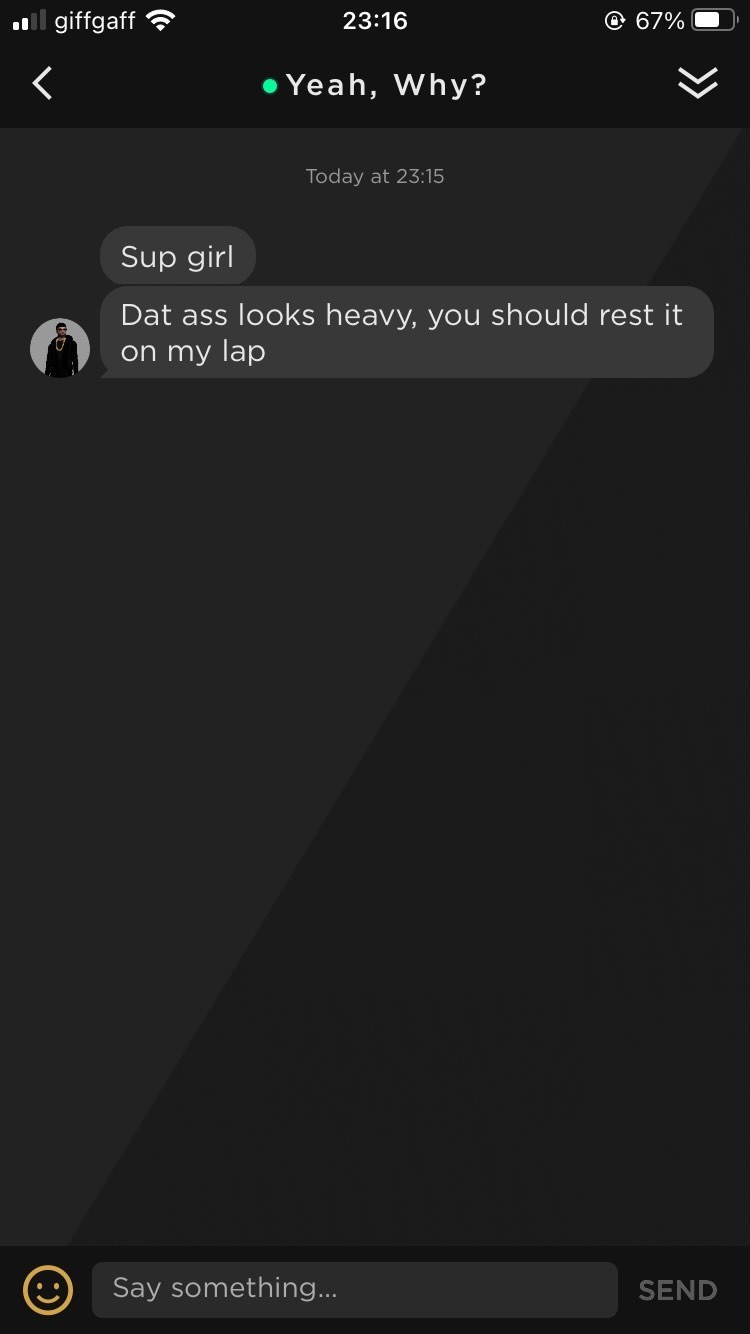 giffgaff 23:16 67%
Yeah, Why?
Today at 23:15
Sup girl
Dat ass looks heavy, you should rest it
on my lap
Say something... SEND